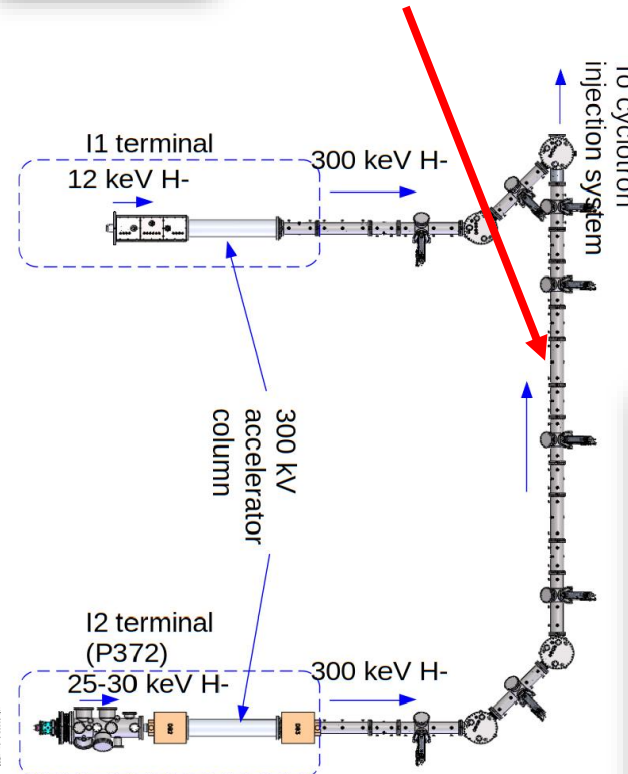 To cyclotron
injection system
I1 terminal
12 keV H-
300 keV H-
300 kV
accelerator
column
I2 terminal
(P372)
25-30 keV H-
300 keV H-